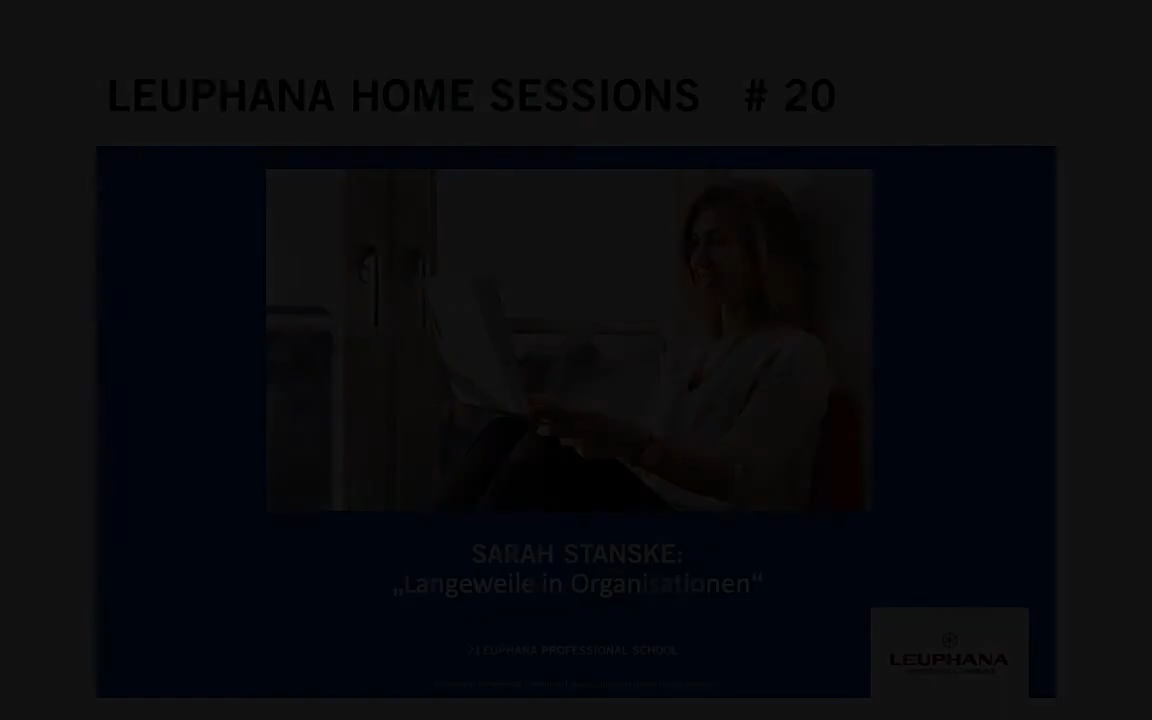 LEUPHANA HOME SESSIONS # 20
SARAH STANSKE:
„Langeweile in Organisationen“
LEUPHANA PROFESSIONAL SCHOOL
LEUPHANA